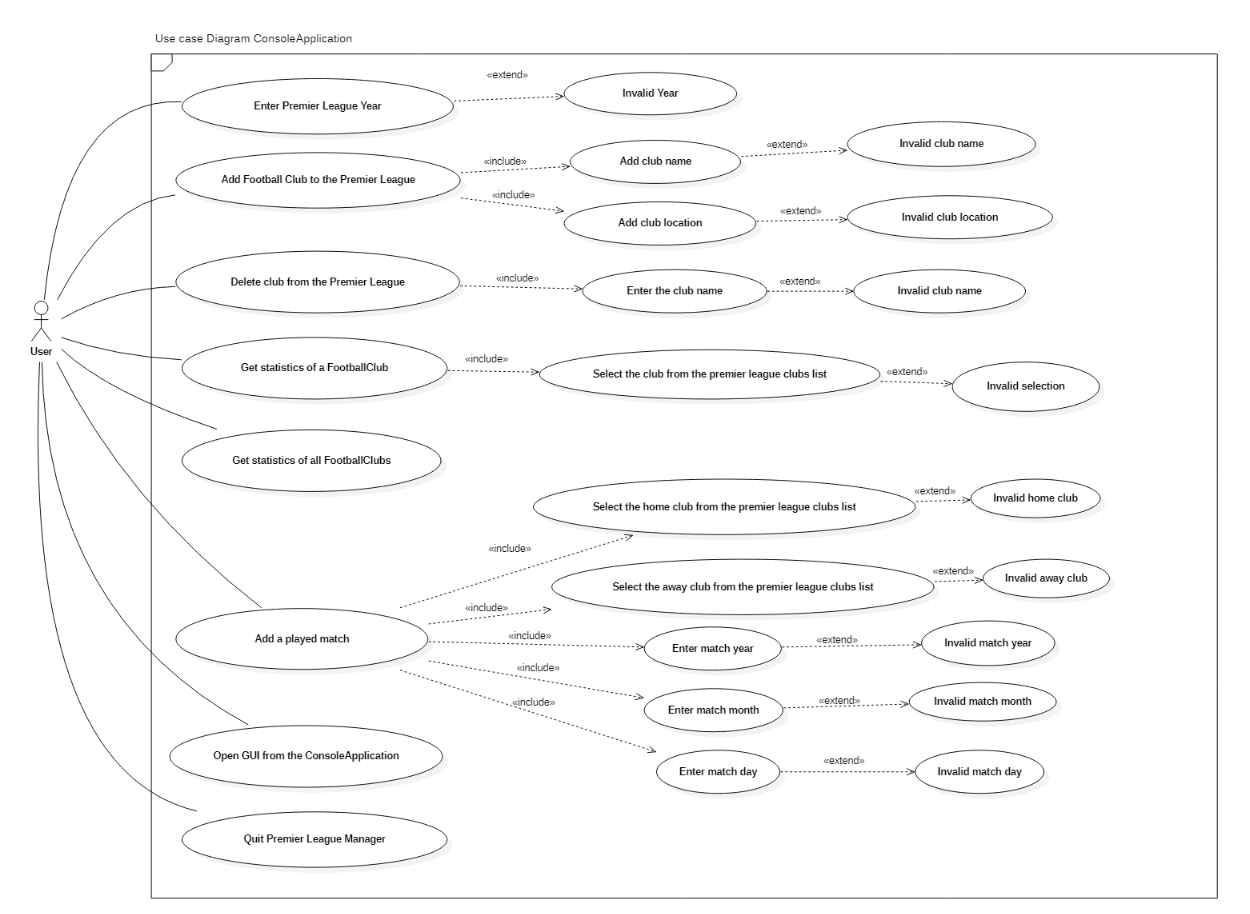 Use case Diagram ConsoleApplication
«extend»
Enter Premier League Year
Invalid Year
«extend»
Invalid club name
«include»
Add club name
Add Football Club to the Premier League
«include»
«extend»
Add club location
Invalid club location
Delete club from the Premier League
«include»
Enter the club name
«extend»
Invalid club name
User
Get statistics of a FootballClub
«include»
Select the club from the premier league clubs list
«extend»
Invalid selection
Get statistics of all FootballClubs
Select the home club from the premier league clubs list
«extend»
Invalid home club
«include»
Select the away club from the premier league clubs list
«extend»
Invalid away club
«include»
Add a played match
«include»
Enter match year
«extend»
Invalid match year
«include»
Enter match month
«extend»
Invalid match month
«include»
Open GUI from the ConsoleApplication
Enter match day
«extend»
Invalid match day
Quit Premier League Manager